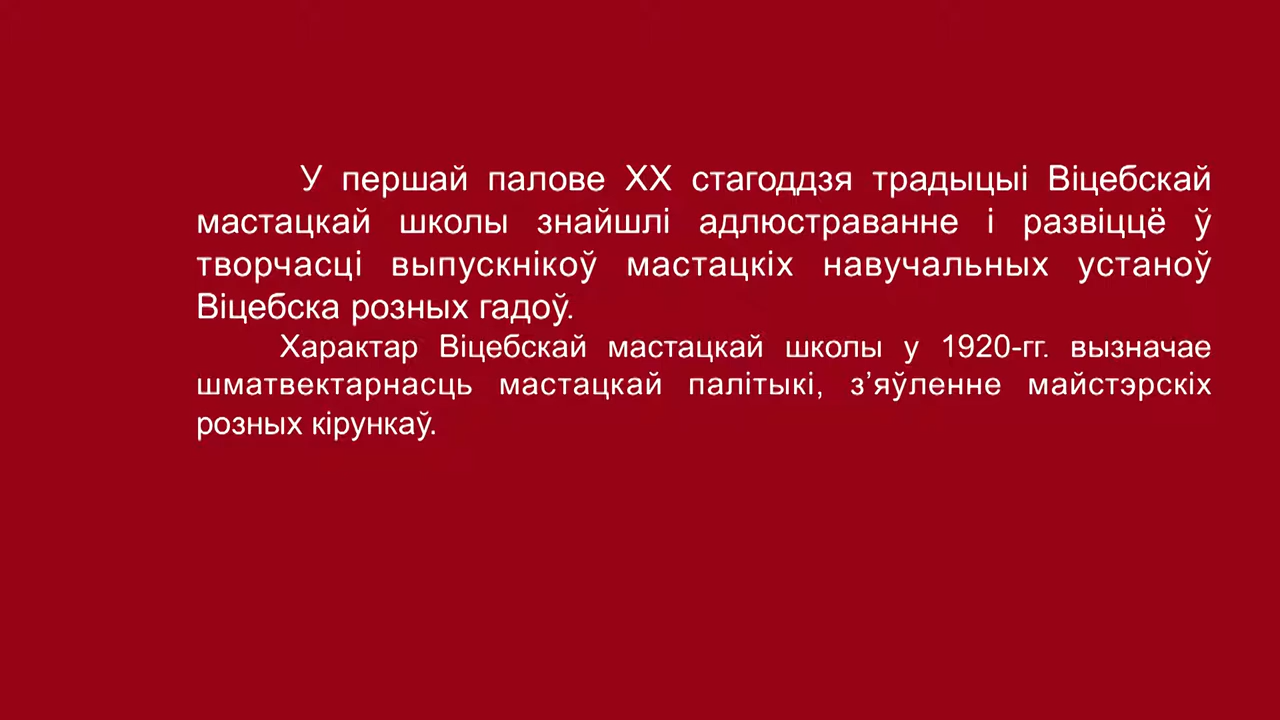 У першай палове XX стагоддзя традыцыі Віцебскай
мастацкай школы знайшлі адлюстраванне і развіццё ў
творчасці выпускнікоў мастацкіх навучальных устаноў
Віцебска розных гадоў.
Характар Віцебскай мастацкай школы у 1920-гг. вызначае
шматвектарнасць мастацкай палітыкі, з’яўленне майстэрскіх
розных кірункаў.